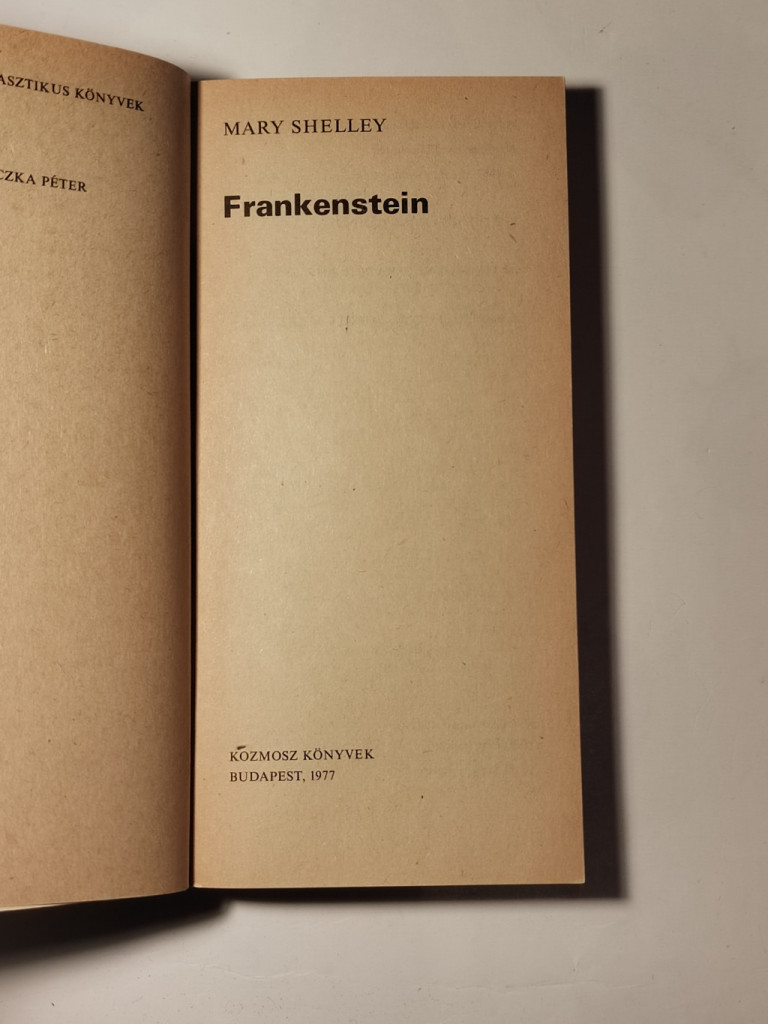 ASZTIKUS KÖNYVEK
CZKA PÉTER
MARY SHELLEY
Frankenstein
KOZMOSZ KÖNYVEK
BUDAPEST, 1977